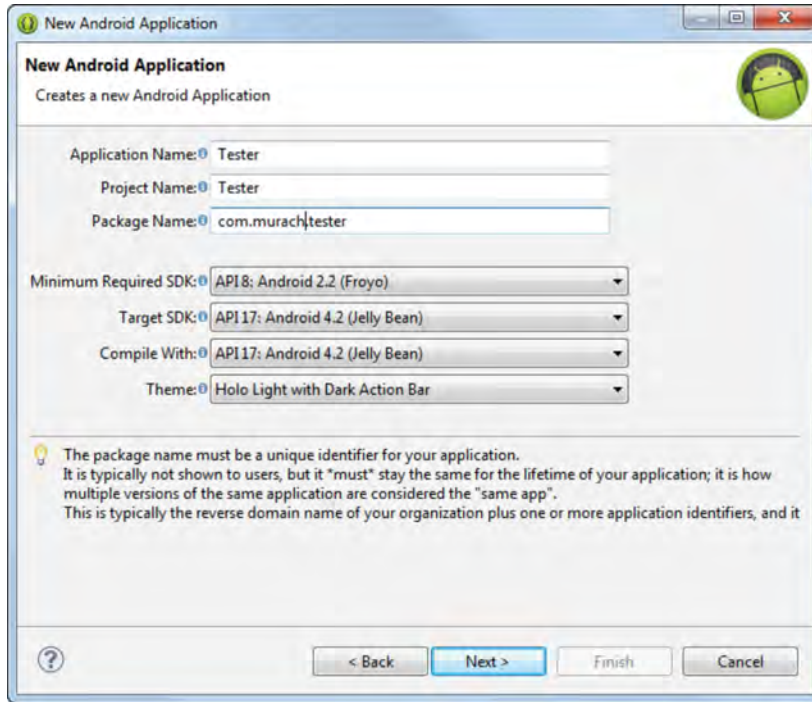 New Android Application
New Android Application
Creates a new Android Application
Application Name: Tester
Project Name: Tester
Package Name: com.murach.tester
Minimum Required SDK: API 8: Android 2.2 (Froyo)
Target SDK: API 17: Android 4.2 (Jelly Bean)
Compile With: API 17: Android 4.2 (Jelly Bean)
Theme: Holo Light with Dark Action Bar
The package name must be a unique identifier for your application.
It is typically not shown to users, but it *must* stay the same for the lifetime of your application; it is how
multiple versions of the same application are considered the "same app".
This is typically the reverse domain name of your organization plus one or more application identifiers, and it
? < Back Next > Finish Cancel